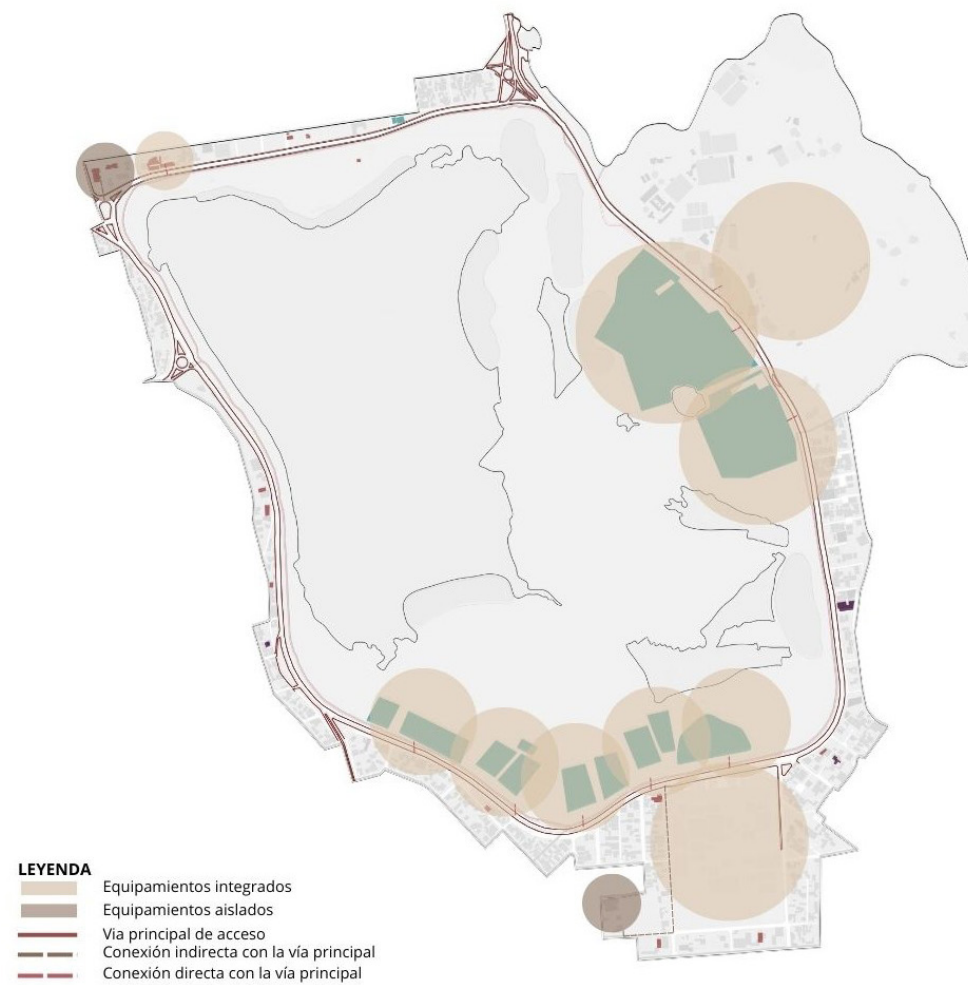 LEYENDA
Equipamientos integrados
Equipamientos aislados
Via principal de acceso
Conexión indirecta con la vía principal
Conexión directa con la vía principal